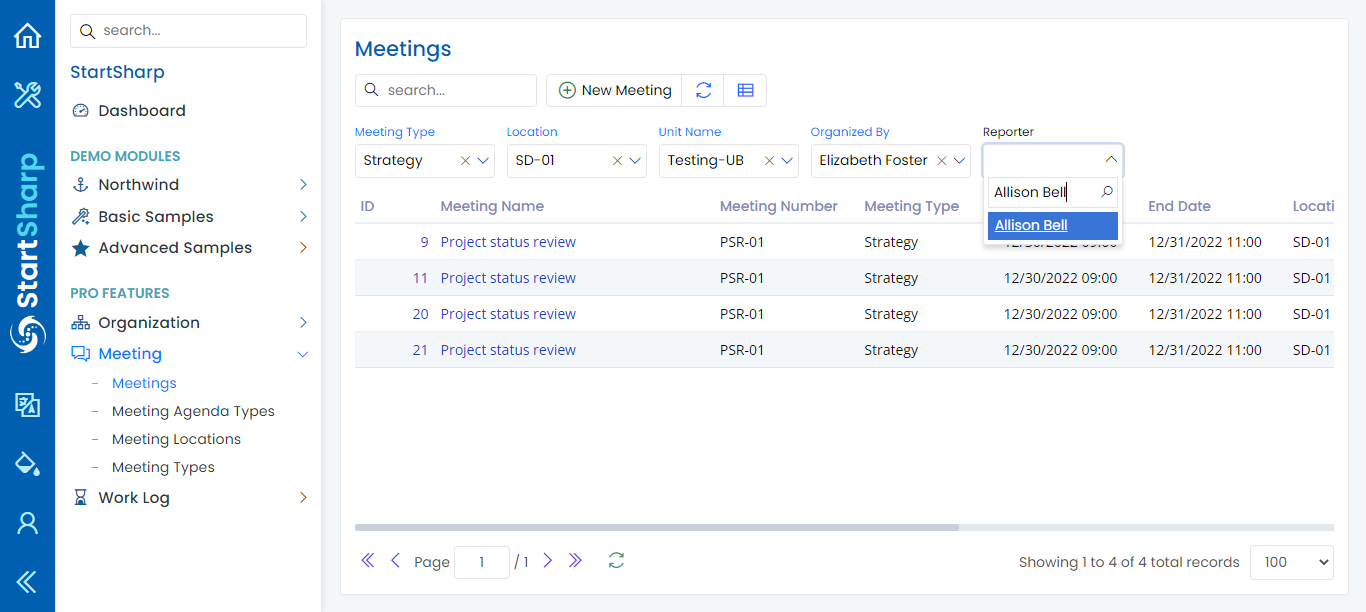 StartSharp
search...
StartSharp
Dashboard
DEMO MODULES
Northwind
Basic Samples
Advanced Samples
PRO FEATURES
Organization
Meeting
Meetings
Meeting Agenda Types
Meeting Locations
Meeting Types
Work Log
Meetings
search...
New Meeting
Meeting Type Location Unit Name Organized By Reporter
Strategy SD-01 Testing-UB Elizabeth Foster
Allison Bell
Allison Bell
ID Meeting Name Meeting Number Meeting Type End Date Locati
9 Project status review PSR-01 Strategy 12/30/2022 09:00 12/31/2022 11:00 SD-01
11 Project status review PSR-01 Strategy 12/30/2022 09:00 12/31/2022 11:00 SD-01
20 Project status review PSR-01 Strategy 12/30/2022 09:00 12/31/2022 11:00 SD-01
21 Project status review PSR-01 Strategy 12/30/2022 09:00 12/31/2022 11:00 SD-01
Page 1 / 1
Showing 1 to 4 of 4 total records 100